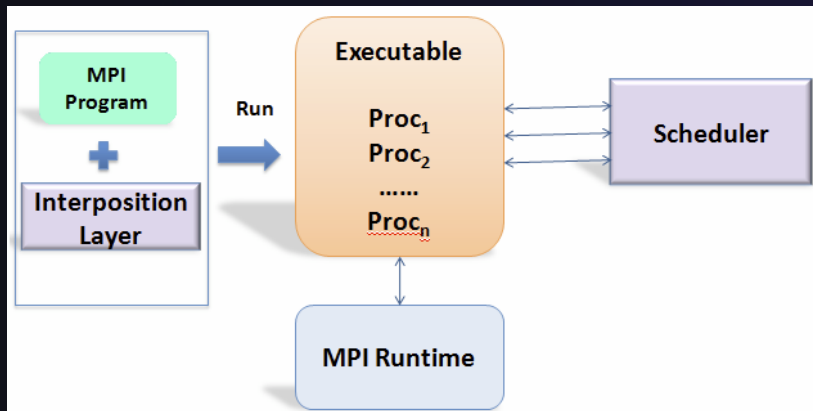 MPI
Program
Interposition
Layer
Run
Executable
Proc₁
Proc₂
......
Procₙ
Scheduler
MPI Runtime